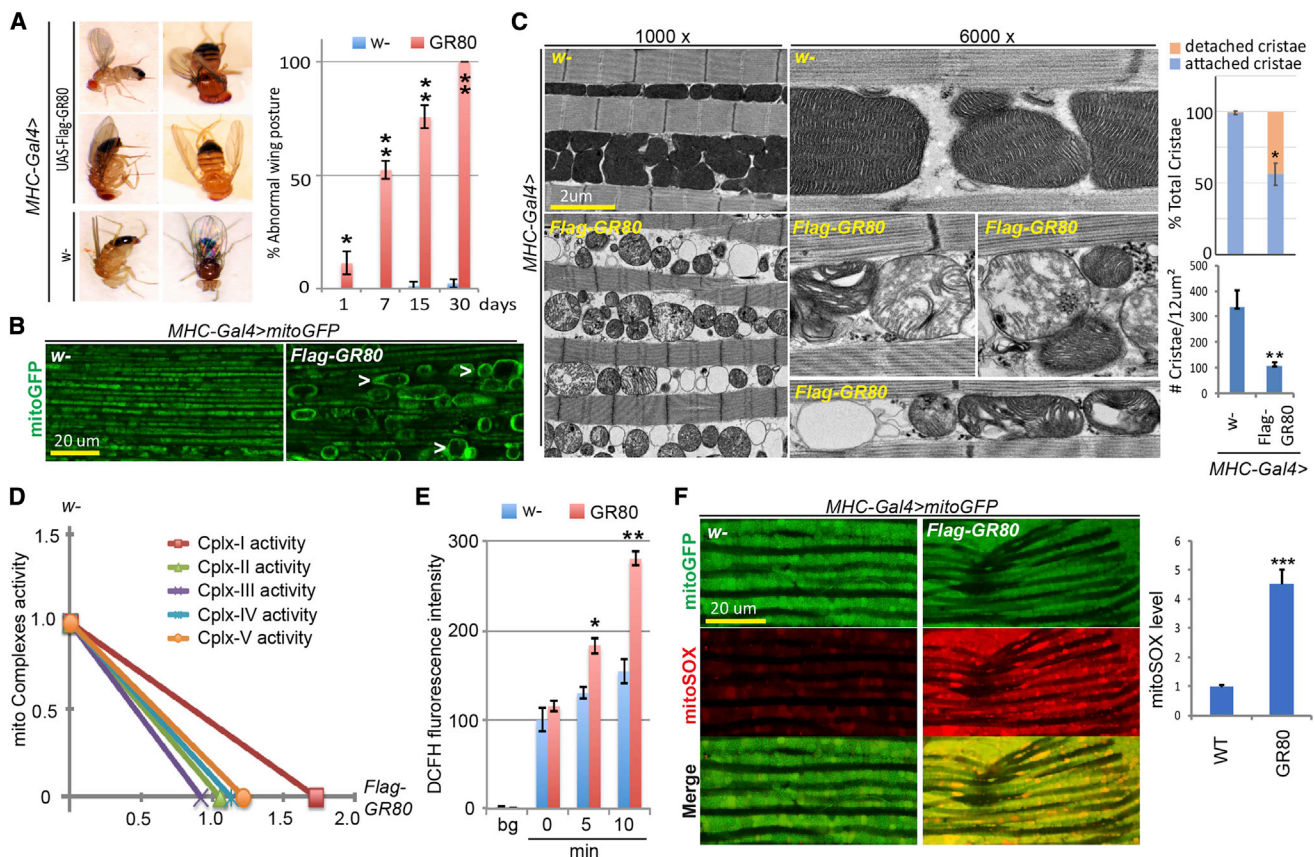 A
MHC-Gal4>
UAS-Flag-GR80
w-
w- GR80
% Abnormal wing posture
100
50
0
*
**
**
**
1 7 15 30 days
B
MHC-Gal4>mitoGFP
mitoGFP
w-
Flag-GR80
>
>
>
20 um
C
1000 x
6000 x
MHC-Gal4>
w-
w-
2um
Flag-GR80
Flag-GR80
Flag-GR80
Flag-GR80
detached cristae
attached cristae
% Total Cristae
100
50
0
*
# Cristae/12um²
500
400
300
200
100
0
**
w-
Flag-GR80
MHC-Gal4>
D
w-
mito Complexes activity
1.5
1.0
0.5
0
Cplx-I activity
Cplx-II activity
Cplx-III activity
Cplx-IV activity
Cplx-V activity
0.5 1.0 1.5 2.0
Flag-GR80
E
w- GR80
DCFH fluroresence intensity
300
200
100
0
*
**
bg 0 5 10
min
F
MHC-Gal4>mitoGFP
w-
Flag-GR80
mitoGFP
20 um
mitoSOX
Merge
mitoSOX level
6
5
4
3
2
1
0
***
WT
GR80